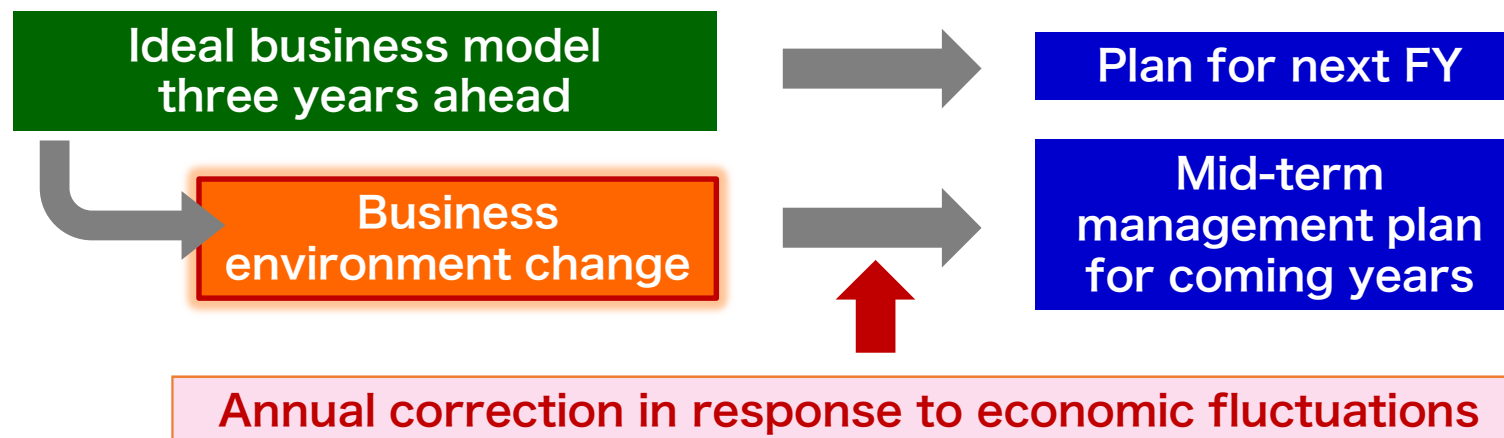 Ideal business model
three years ahead
Plan for next FY
Business
environment change
Mid-term
management plan
for coming years
Annual correction in response to economic fluctuations